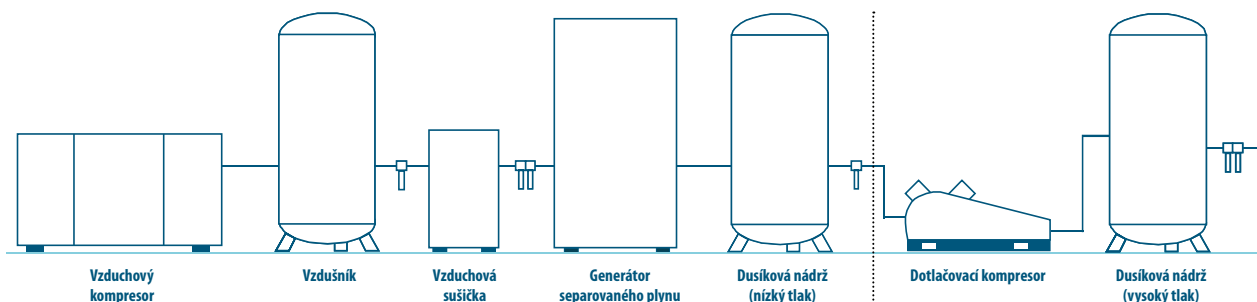 Vzduchový
kompresor
Vzdušník
Vzduchová
sušička
Generátor
separovaného plynu
Dusíková nádrž
(nízký tlak)
Dotlačovací kompresor
Dusíková nádrž
(vysoký tlak)